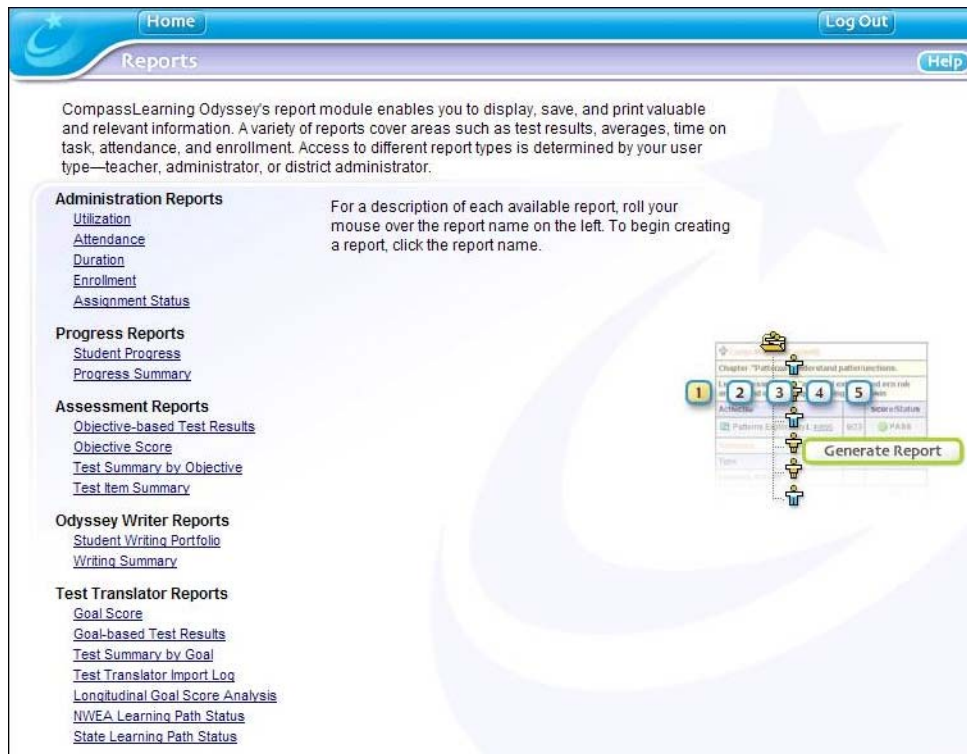 Home
Log Out
Reports
Help
CompassLearning Odyssey's report module enables you to display, save, and print valuable
and relevant information. A variety of reports cover areas such as test results, averages, time on
task, attendance, and enrollment. Access to different report types is determined by your user
type—teacher, administrator, or district administrator.
Administration Reports
Utilization
Attendance
Duration
Enrollment
Assignment Status
Progress Reports
Student Progress
Progress Summary
Assessment Reports
Objective-based Test Results
Objective Score
Test Summary by Objective
Test Item Summary
Odyssey Writer Reports
Student Writing Portfolio
Writing Summary
Test Translator Reports
Goal Score
Goal-based Test Results
Test Summary by Goal
Test Translator Import Log
Longitudinal Goal Score Analysis
NWEA Learning Path Status
State Learning Path Status
For a description of each available report, roll your
mouse over the report name on the left. To begin creating
a report, click the report name.
Chapter
1 2 3 4 5
Score/Status
Patterns
PASS
Generate Report